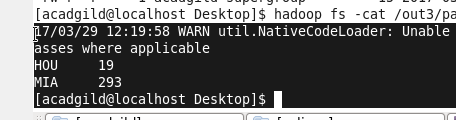 [acadgild@localhost Desktop]$ hadoop fs -cat /out3/pa
17/03/29 12:19:58 WARN util.NativeCodeLoader: Unable
asses where applicable
HOU 19
MIA 293
[acadgild@localhost Desktop]$